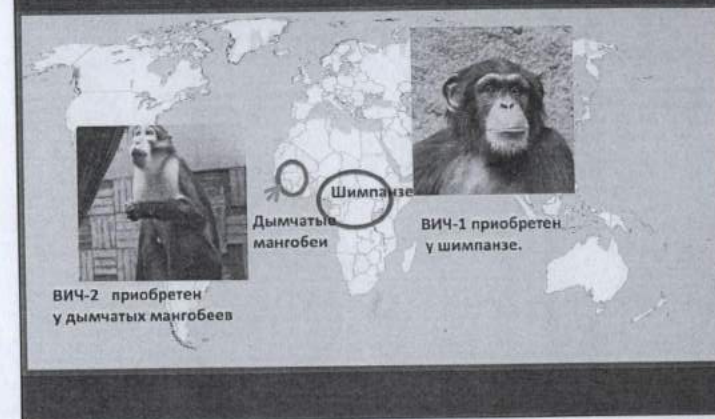 Шимпанзе
Дымчатые
мангобеи
ВИЧ-1 приобретен
у шимпанзе.
ВИЧ-2 приобретен
у дымчатых мангобеев